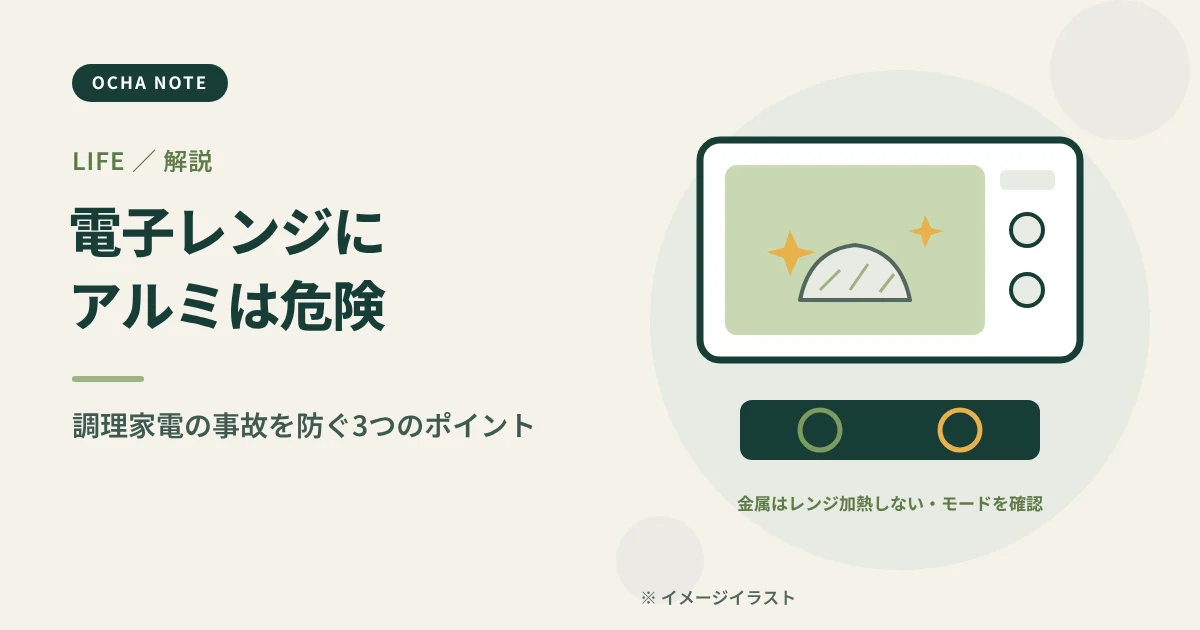 OCHA NOTE
LIFE ／ 解説
電子レンジに
アルミは危険
調理家電の事故を防ぐ3つのポイント
金属はレンジ加熱しない・モードを確認
※ イメージイラスト